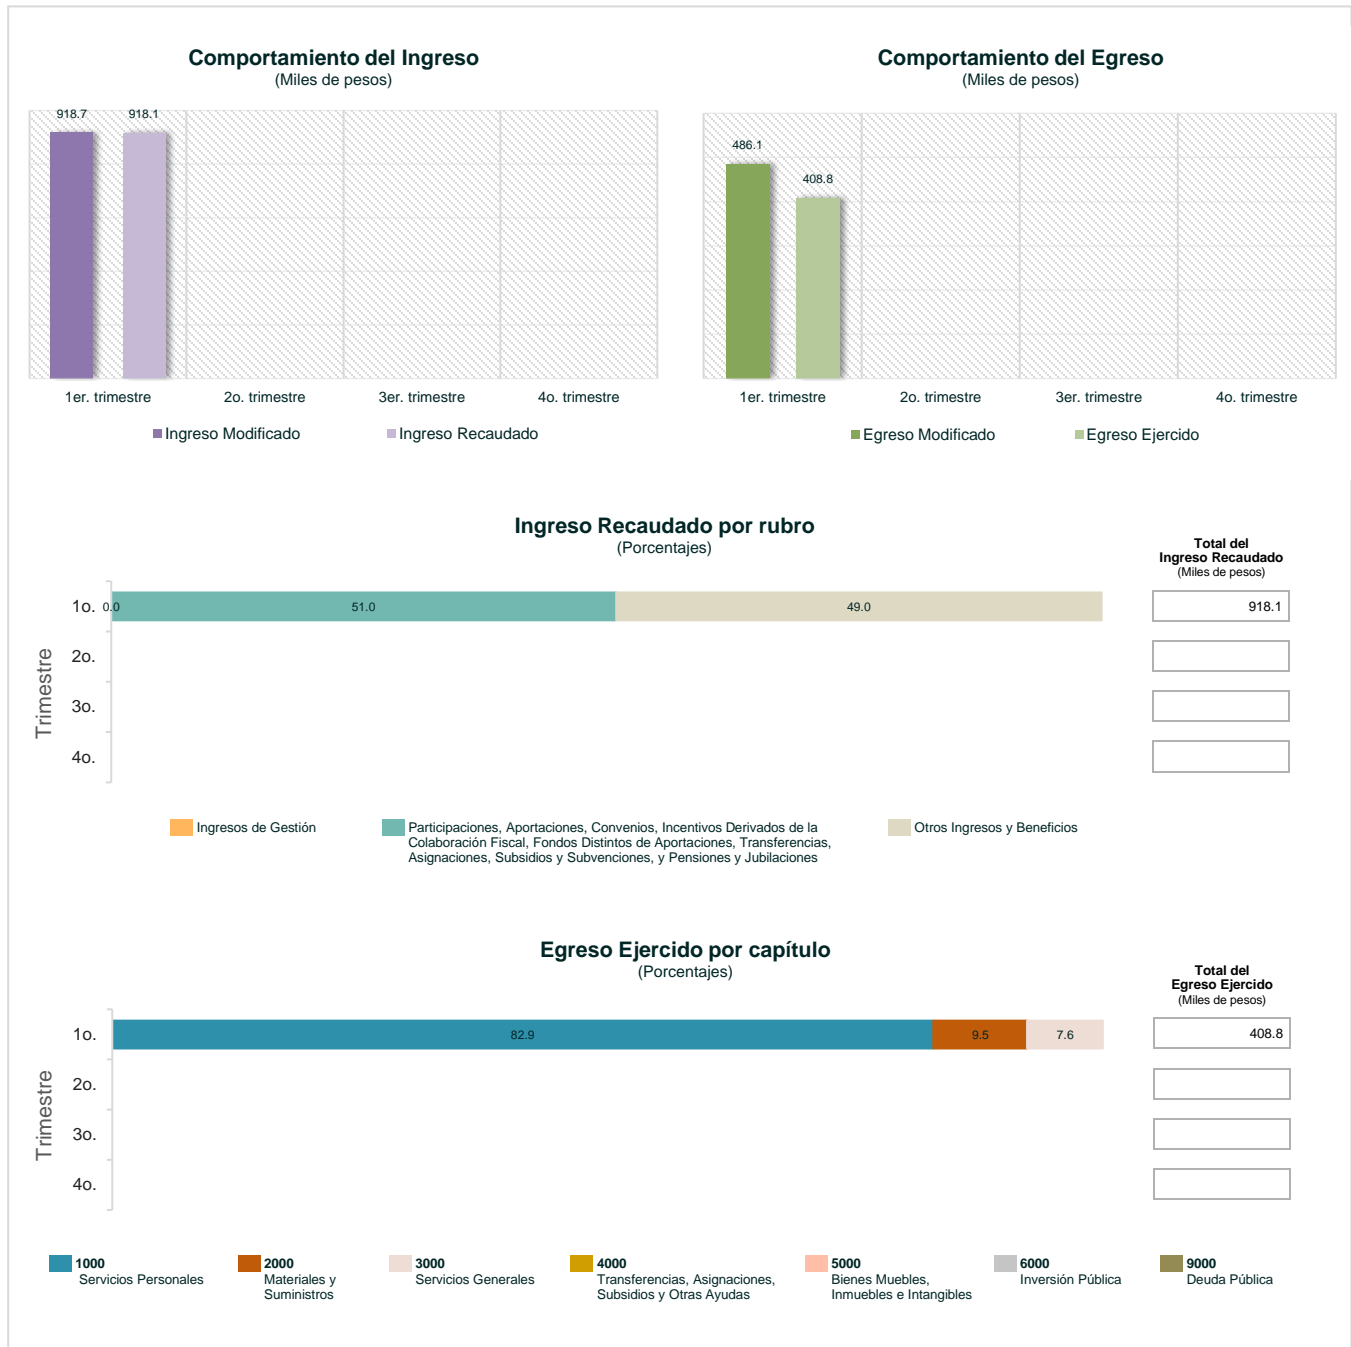 Comportamiento del Ingreso
(Miles de pesos)
918.7
918.1
1er. trimestre
2o. trimestre
3er. trimestre
4o. trimestre
Ingreso Modificado
Ingreso Recaudado
Comportamiento del Egreso
(Miles de pesos)
486.1
408.8
1er. trimestre
2o. trimestre
3er. trimestre
4o. trimestre
Egreso Modificado
Egreso Ejercido
Ingreso Recaudado por rubro
(Porcentajes)
Total del
Ingreso Recaudado
(Miles de pesos)
Trimestre
1o.
0.0
51.0
49.0
918.1
2o.
3o.
4o.
Ingresos de Gestión
Participaciones, Aportaciones, Convenios, Incentivos Derivados de la
Colaboración Fiscal, Fondos Distintos de Aportaciones, Transferencias,
Asignaciones, Subsidios y Subvenciones, y Pensiones y Jubilaciones
Otros Ingresos y Beneficios
Egreso Ejercido por capítulo
(Porcentajes)
Total del
Egreso Ejercido
(Miles de pesos)
Trimestre
1o.
82.9
9.5
7.6
408.8
2o.
3o.
4o.
1000
Servicios Personales
2000
Materiales y
Suministros
3000
Servicios Generales
4000
Transferencias, Asignaciones,
Subsidios y Otras Ayudas
5000
Bienes Muebles,
Inmuebles e Intangibles
6000
Inversión Pública
9000
Deuda Pública